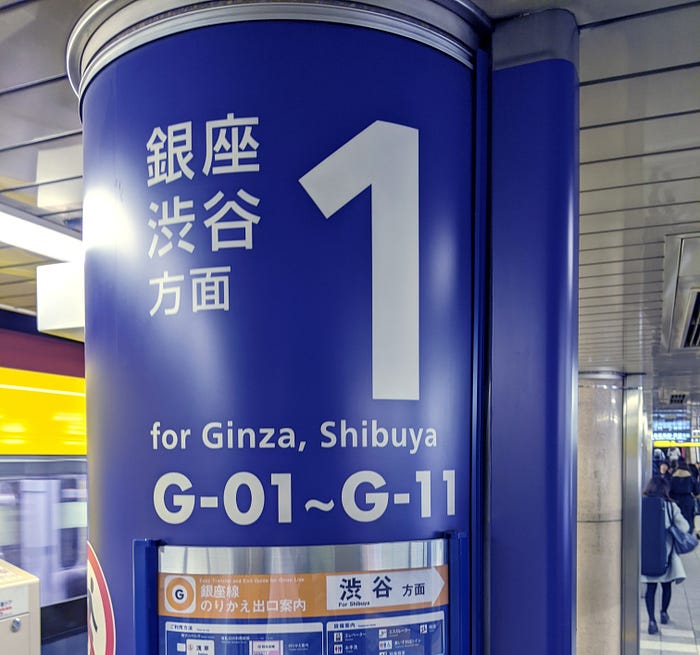 銀座
渋谷
方面
1
for Ginza, Shibuya
G-01~G-11
G
銀座線
のりかえ出口案内
渋谷 方面
For Shibuya